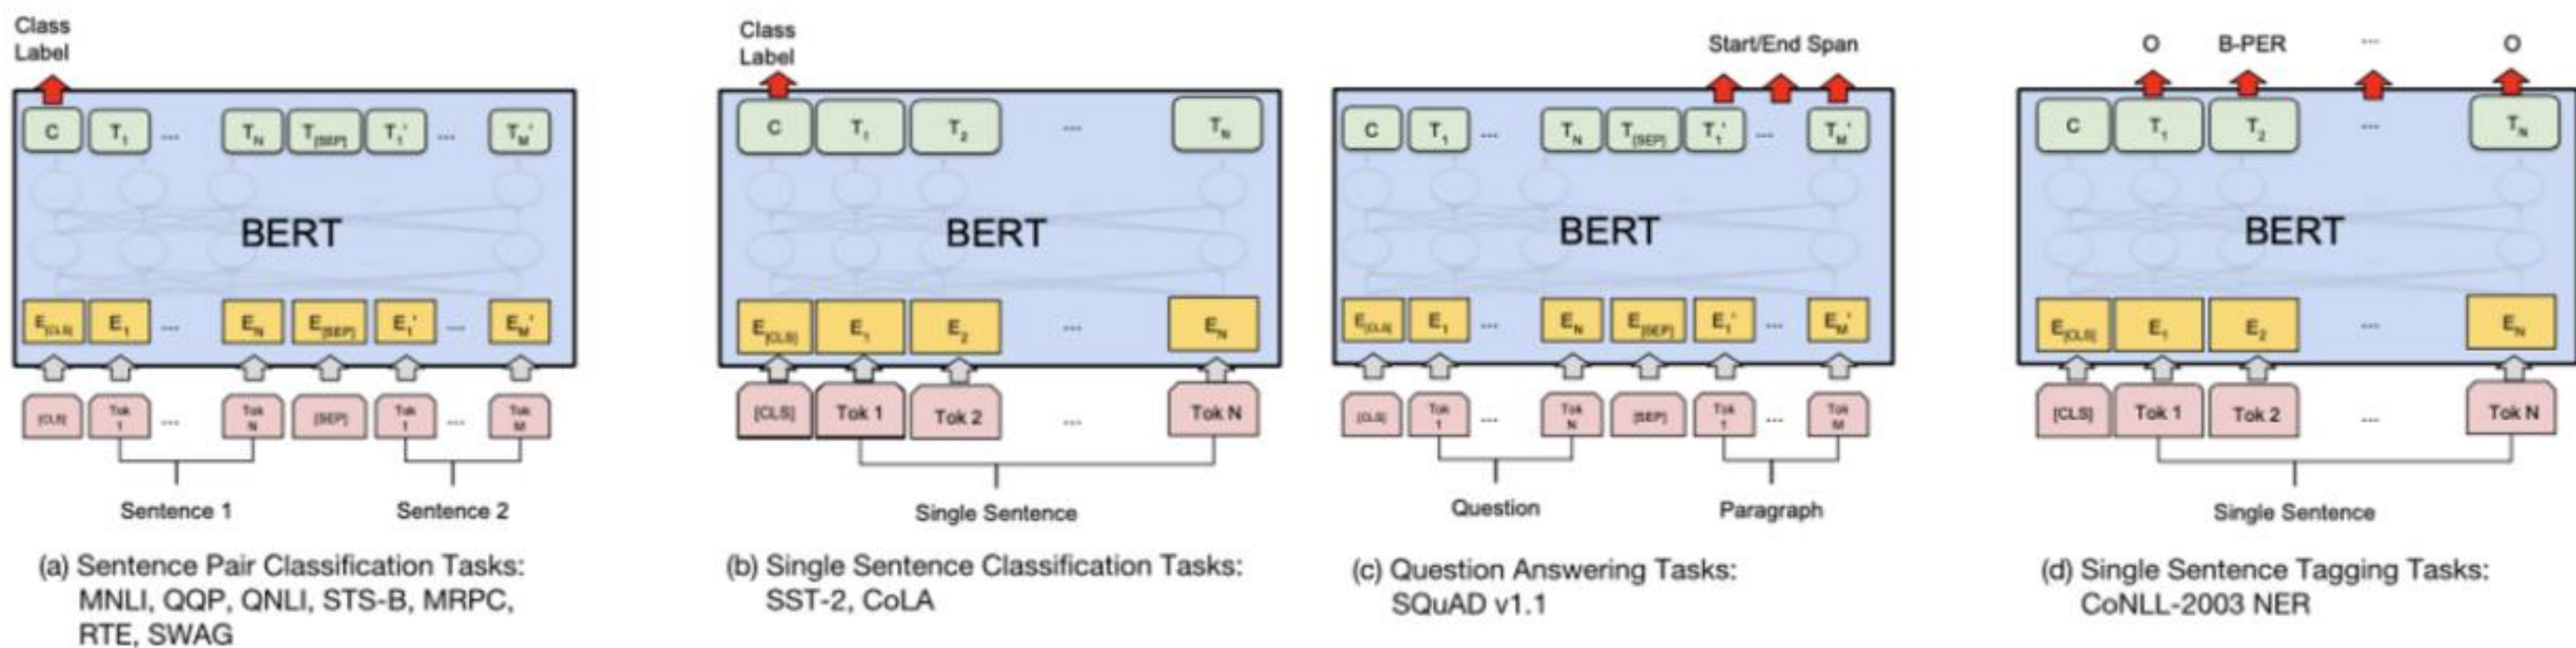 Class
Label
C T1 ... TN T[SEP] T1' ... TM'
BERT
E[CLS] E1 ... EN E[SEP] E1' ... EM'
[CLS] Tok 1 ... Tok N [SEP] Tok 1 ... Tok M
Sentence 1 Sentence 2
(a) Sentence Pair Classification Tasks:
MNLI, QQP, QNLI, STS-B, MRPC,
RTE, SWAG
Class
Label
C T1 T2 ... TN
BERT
E[CLS] E1 E2 ... EN
[CLS] Tok 1 Tok 2 ... Tok N
Single Sentence
(b) Single Sentence Classification Tasks:
SST-2, CoLA
Start/End Span
C T1 ... TN T[SEP] T1' ... TM'
BERT
E[CLS] E1 ... EN E[SEP] E1' ... EM'
[CLS] Tok 1 ... Tok N [SEP] Tok 1 ... Tok M
Question Paragraph
(c) Question Answering Tasks:
SQuAD v1.1
O B-PER ... O
C T1 T2 ... TN
BERT
E[CLS] E1 E2 ... EN
[CLS] Tok 1 Tok 2 ... Tok N
Single Sentence
(d) Single Sentence Tagging Tasks:
CoNLL-2003 NER